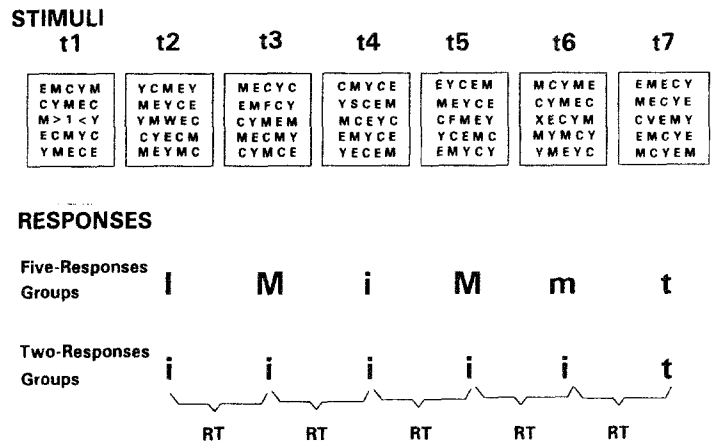 STIMULI
t1 t2 t3 t4 t5 t6 t7
EMCYM YCMEY MECYC CMYCE EYCEM MCYME EMECY
CYMEC MEYCE EMFCY YSCEM MEYCE CYMEC MECYE
M>1<Y YMWEC CYMEM MCEYC CFMEY XECYM CVEMY
ECMYC CYECM MECMY EMYCE YCEMC MYMCY EMCYE
YMECE MEYMC CYMCE YECEM EMYCY YMEYC MCYEM
RESPONSES
Five-Responses
Groups I M i M m t
Two-Responses
Groups i i i i i t
RT RT RT RT RT